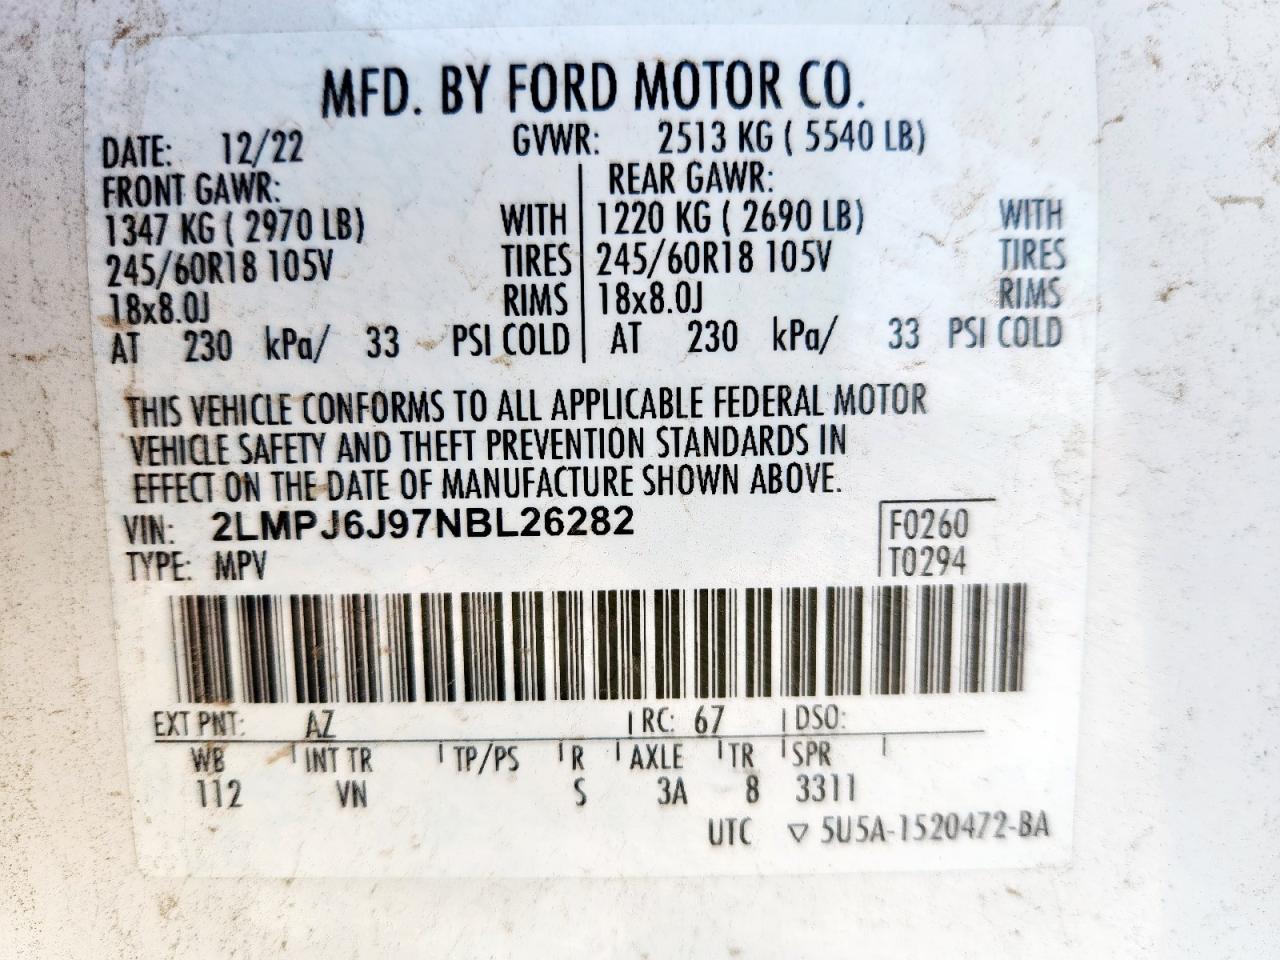 MFD. BY FORD MOTOR CO.
DATE: 12/22 GVWR: 2513 KG ( 5540 LB)
FRONT GAWR: REAR GAWR:
1347 KG ( 2970 LB) WITH 1220 KG ( 2690 LB) WITH
245/60R18 105V TIRES 245/60R18 105V TIRES
18x8.0J RIMS 18x8.0J RIMS
AT 230 kPa/ 33 PSI COLD AT 230 kPa/ 33 PSI COLD
THIS VEHICLE CONFORMS TO ALL APPLICABLE FEDERAL MOTOR
VEHICLE SAFETY AND THEFT PREVENTION STANDARDS IN
EFFECT ON THE DATE OF MANUFACTURE SHOWN ABOVE.
VIN: 2LMPJ6J97NBL26282 F0260
TYPE: MPV T0294
EXT PNT: AZ RC: 67 DSO:
WB INT TR TP/PS R AXLE TR SPR
112 VN S 3A 8 3311
UTC ▽ 5U5A-1520472-BA